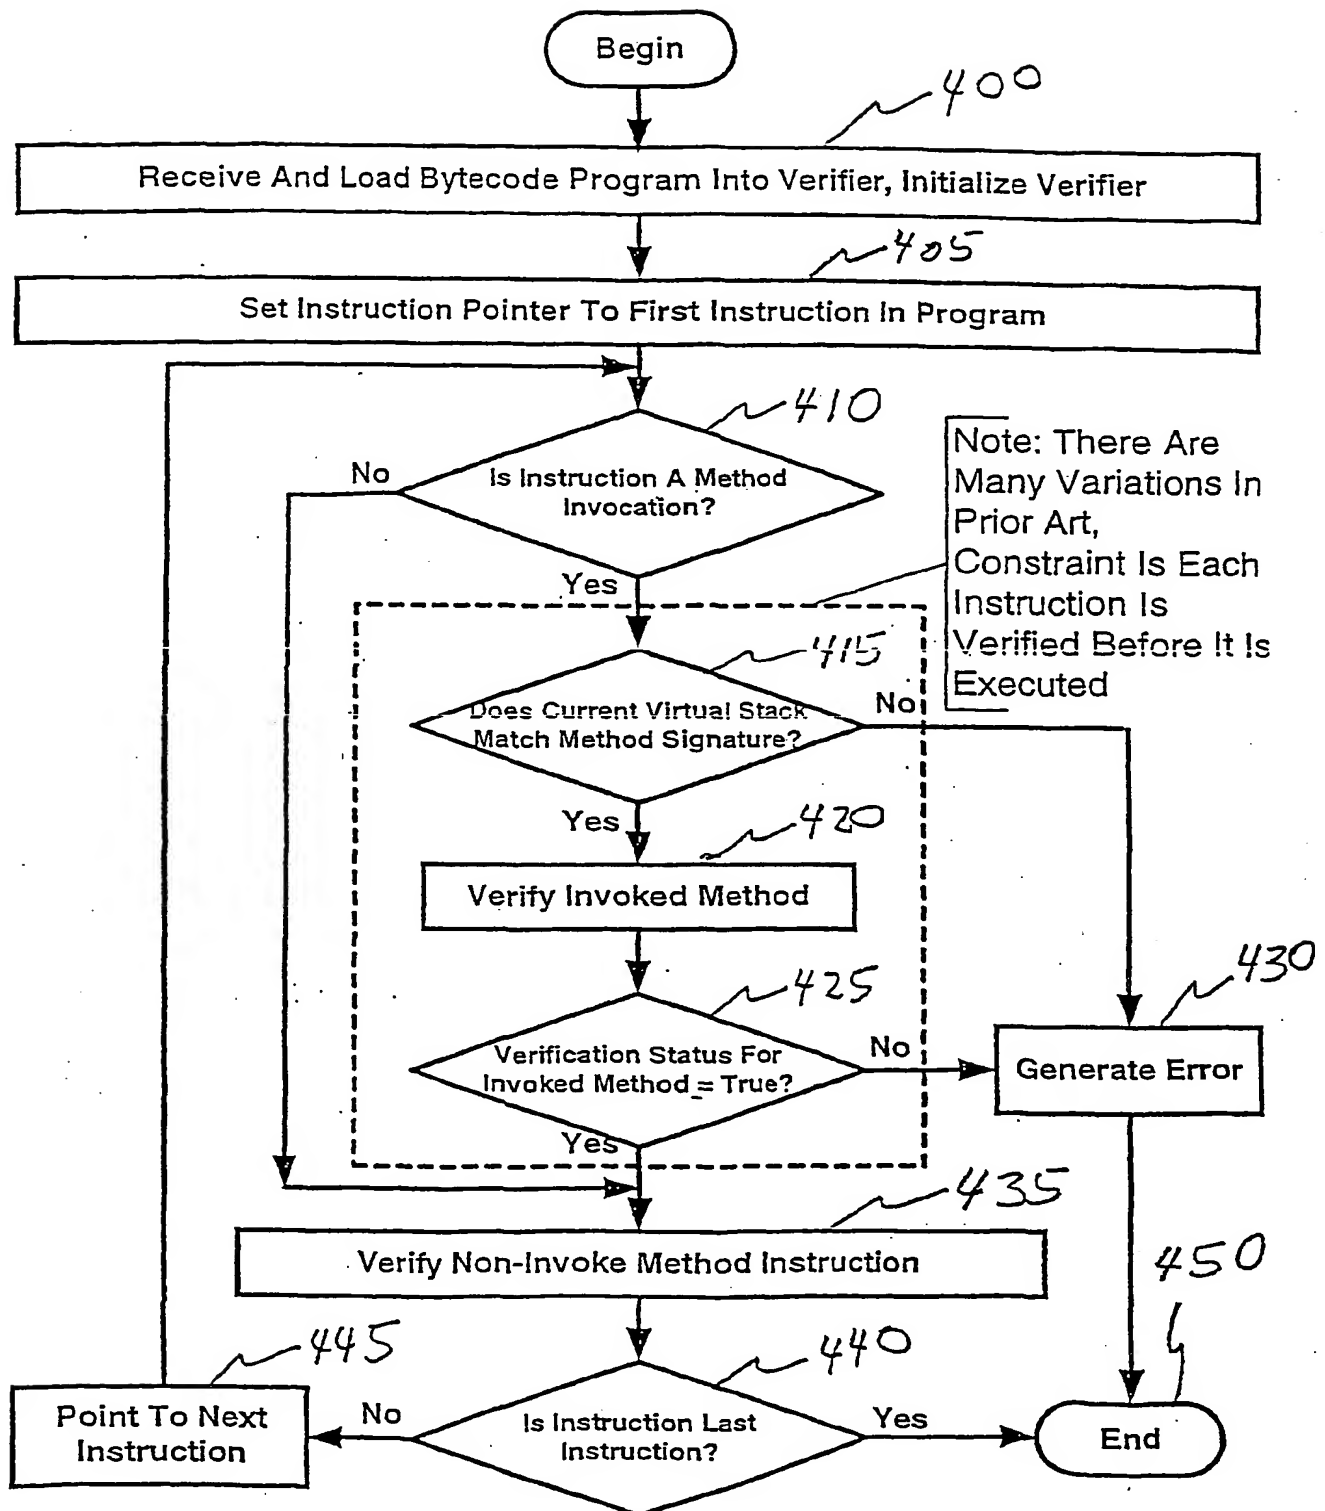 Begin
400
Receive And Load Bytecode Program Into Verifier, Initialize Verifier
405
Set Instruction Pointer To First Instruction In Program
410
No
Is Instruction A Method
Invocation?
Yes
Note: There Are
Many Variations In
Prior Art,
Constraint Is Each
Instruction Is
Verified Before It Is
Executed
415
Does Current Virtual Stack
Match Method Signature?
No
Yes
420
Verify Invoked Method
425
Verification Status For
Invoked Method = True?
No
430
Generate Error
Yes
435
Verify Non-Invoke Method Instruction
450
445
440
Point To Next
Instruction
No
Is Instruction Last
Instruction?
Yes
End